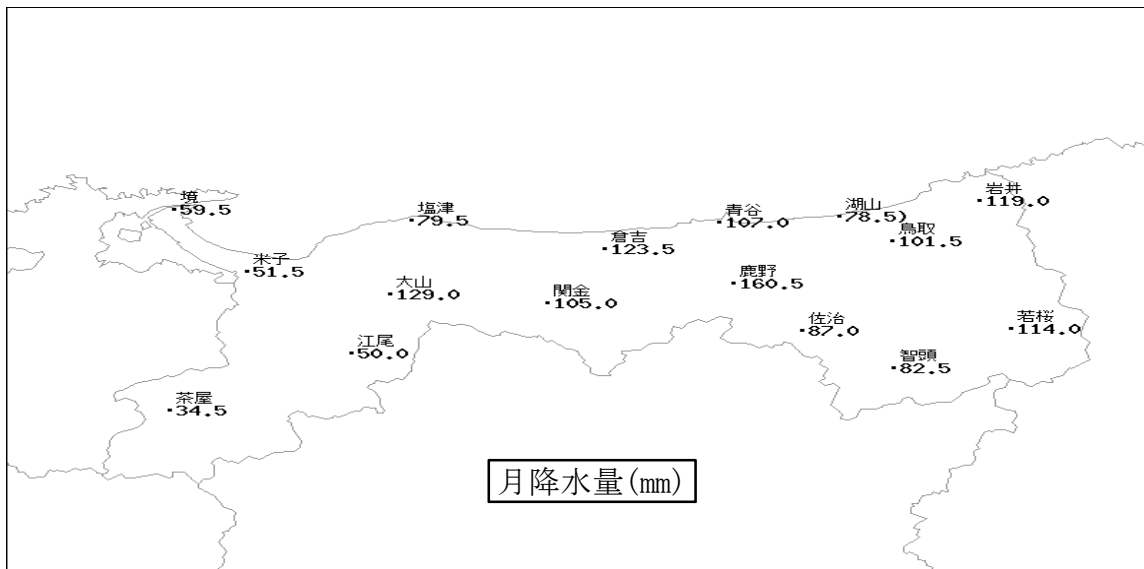 境
・59.5
米子
・51.5
塩津
・79.5
大山
・129.0
江尾
・50.0
茶屋
・34.5
倉吉
・123.5
関金
・105.0
青谷
・107.0
鹿野
・160.5
湖山
・78.5)
鳥取
・101.5
岩井
・119.0
佐治
・87.0
若桜
・114.0
智頭
・82.5
月降水量(mm)